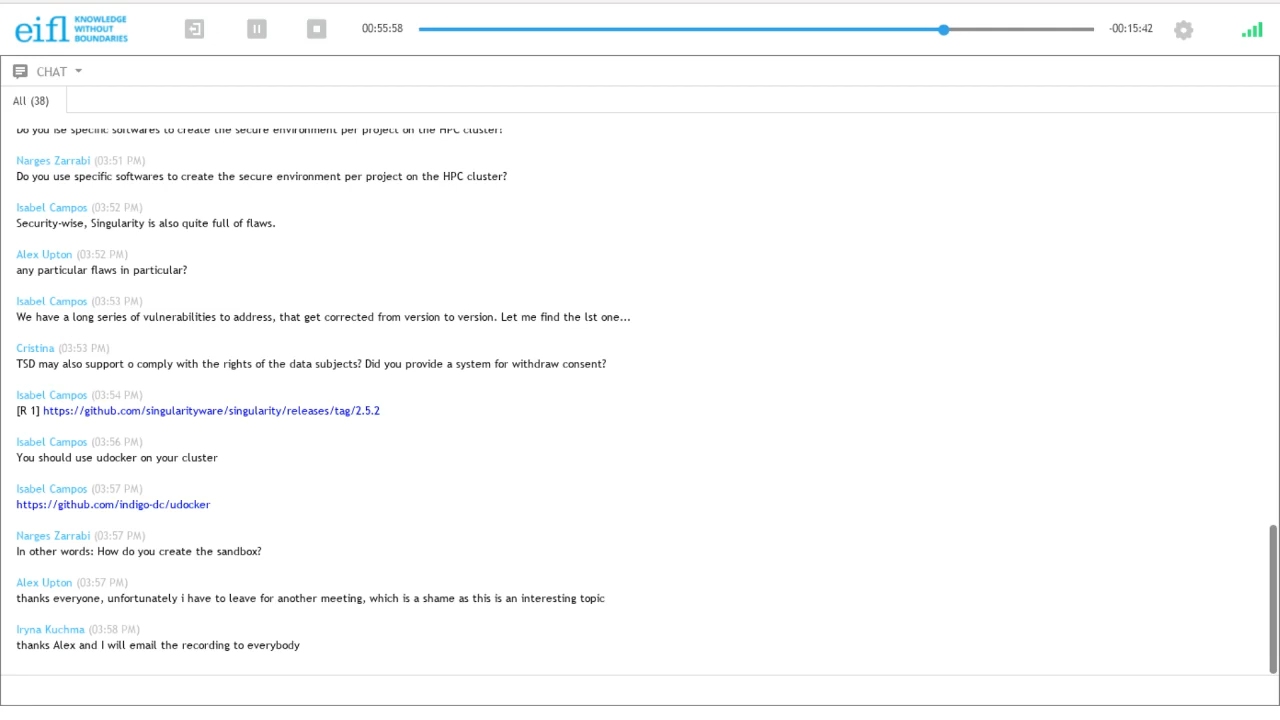 eifl KNOWLEDGE
WITHOUT
BOUNDARIES
00:55:58
-00:15:42
CHAT
All (38)
Do you ise specific softwares to create the secure environment per project on the HPC cluster?
Narges Zarrabi (03:51 PM)
Do you use specific softwares to create the secure environment per project on the HPC cluster?
Isabel Campos (03:52 PM)
Security-wise, Singularity is also quite full of flaws.
Alex Upton (03:52 PM)
any particular flaws in particular?
Isabel Campos (03:53 PM)
We have a long series of vulnerabilities to address, that get corrected from version to version. Let me find the lst one...
Cristina (03:53 PM)
TSD may also support o comply with the rights of the data subjects? Did you provide a system for withdraw consent?
Isabel Campos (03:54 PM)
[R 1] https://github.com/singularityware/singularity/releases/tag/2.5.2
Isabel Campos (03:56 PM)
You should use udocker on your cluster
Isabel Campos (03:57 PM)
https://github.com/indigo-dc/udocker
Narges Zarrabi (03:57 PM)
In other words: How do you create the sandbox?
Alex Upton (03:57 PM)
thanks everyone, unfortunately i have to leave for another meeting, which is a shame as this is an interesting topic
Iryna Kuchma (03:58 PM)
thanks Alex and I will email the recording to everybody